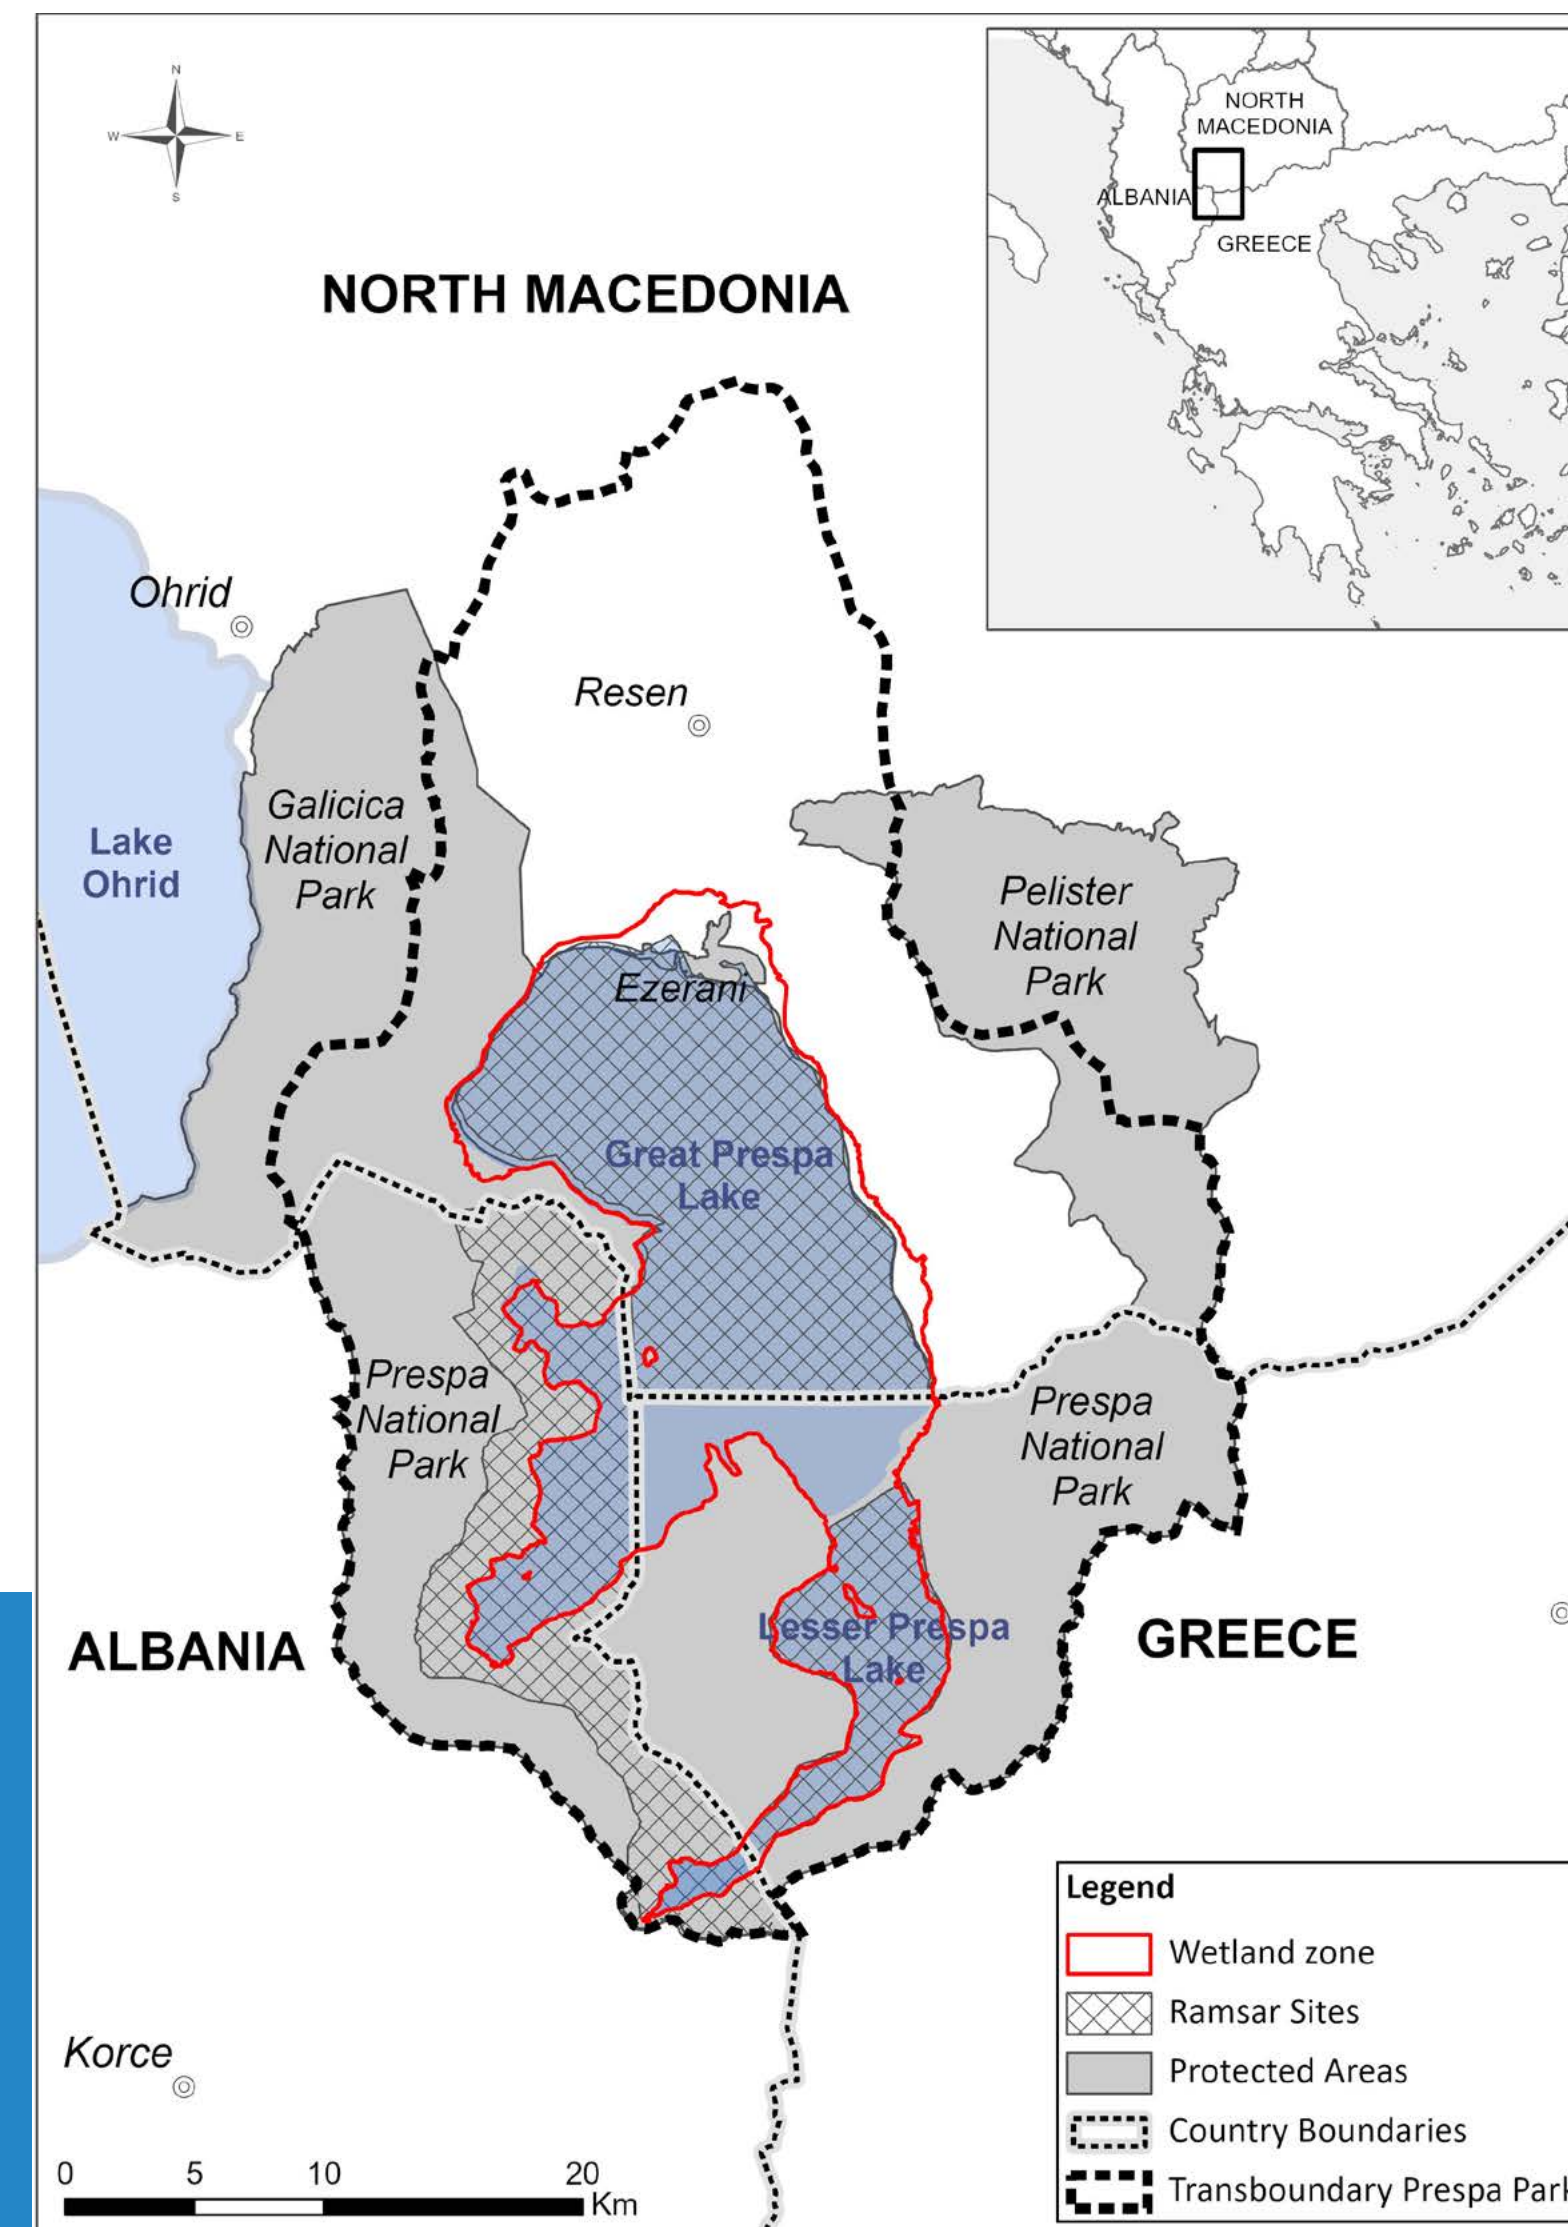 N
W
E
S
NORTH
MACEDONIA
ALBANIA
GREECE
NORTH MACEDONIA
Ohrid
Resen
Galicica
National
Park
Lake
Ohrid
Pelister
National
Park
Ezerani
Great Prespa
Lake
Prespa
National
Park
Prespa
National
Park
ALBANIA
Lesser Prespa
Lake
GREECE
Korce
0 5 10 20
Km
Legend
Wetland zone
Ramsar Sites
Protected Areas
Country Boundaries
Transboundary Prespa Park